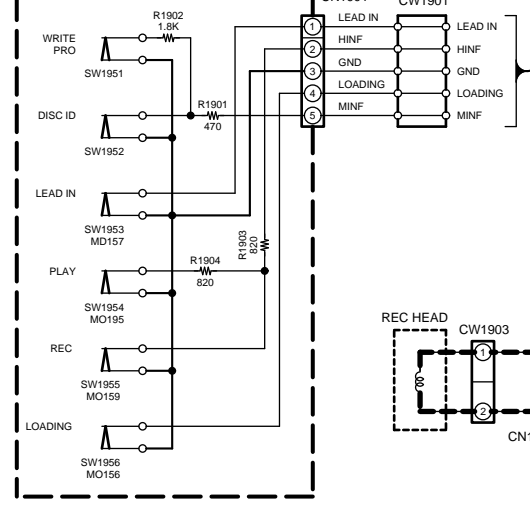 CW1901
R1902
1.8K
WRITE
PRO
SW1951
DISC ID
R1901
470
SW1952
LEAD IN
SW1953
MD157
R1903
820
PLAY
R1904
820
SW1954
MO195
REC
SW1955
MO159
LOADING
SW1956
MO156
1 LEAD IN LEAD IN
2 HINF HINF
3 GND GND
4 LOADING LOADING
5 MINF MINF
REC HEAD
CW1903
1
2